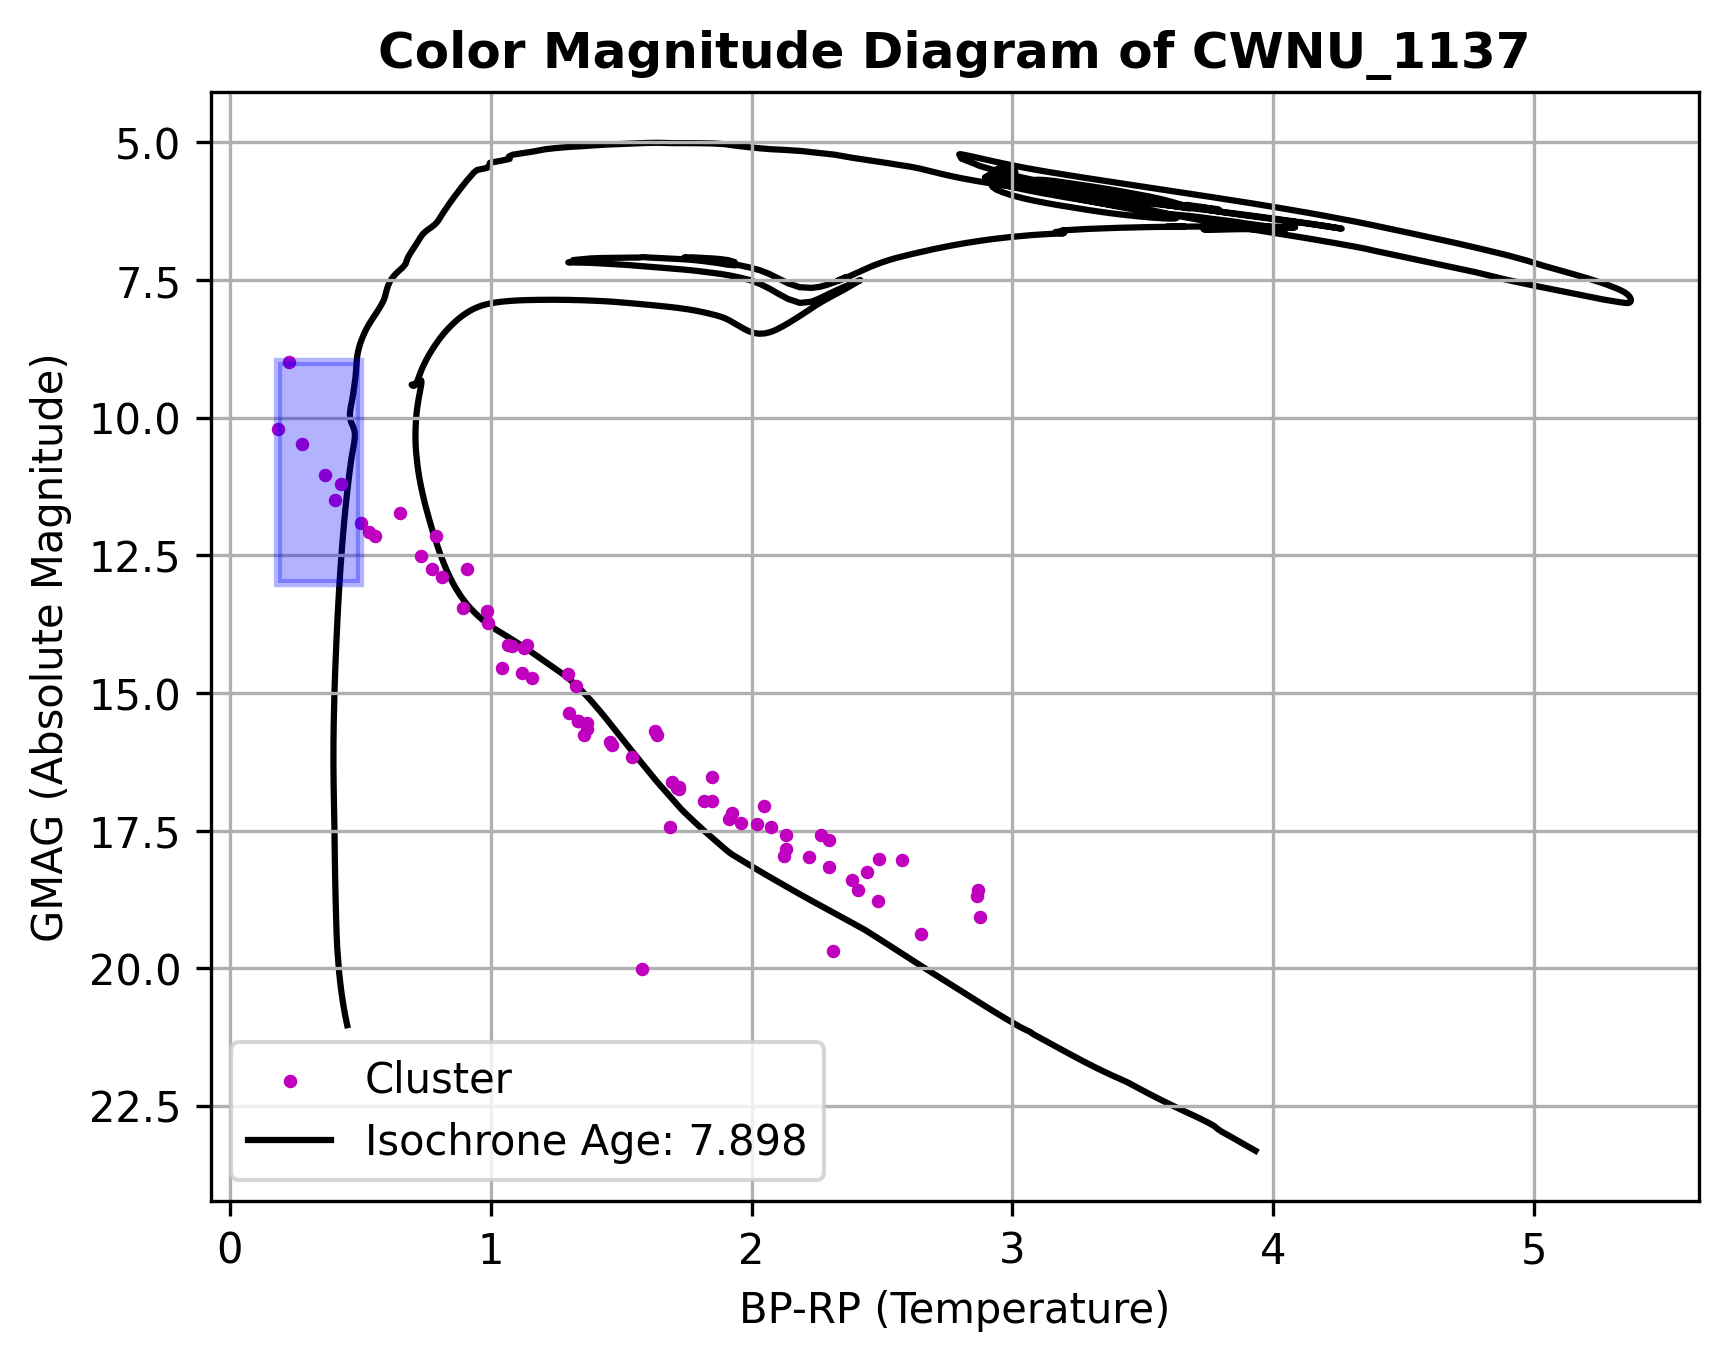 Color Magnitude Diagram of CWNU_1137
GMAG (Absolute Magnitude)
5.0
7.5
10.0
12.5
15.0
17.5
20.0
22.5
Cluster
Isochrone Age: 7.898
0 1 2 3 4 5
BP-RP (Temperature)